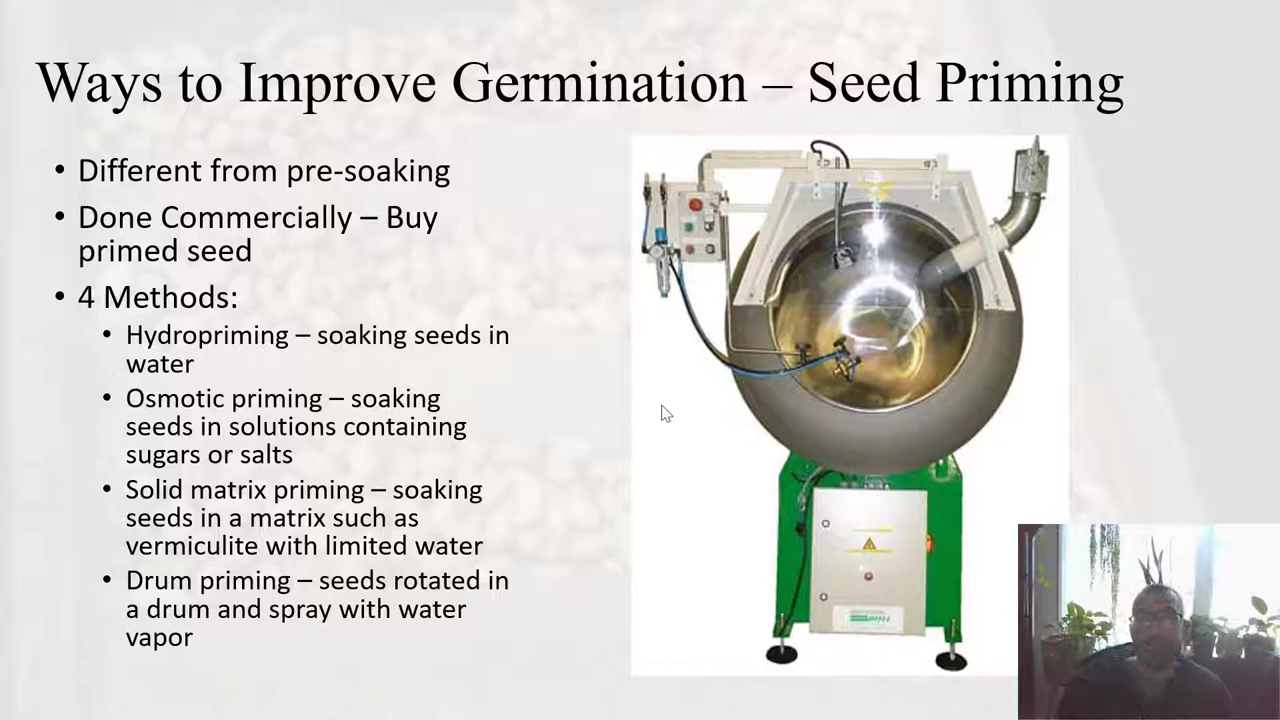 Ways to Improve Germination – Seed Priming
• Different from pre-soaking
• Done Commercially – Buy
primed seed
• 4 Methods:
• Hydropriming – soaking seeds in
water
• Osmotic priming – soaking
seeds in solutions containing
sugars or salts
• Solid matrix priming – soaking
seeds in a matrix such as
vermiculite with limited water
• Drum priming – seeds rotated in
a drum and spray with water
vapor